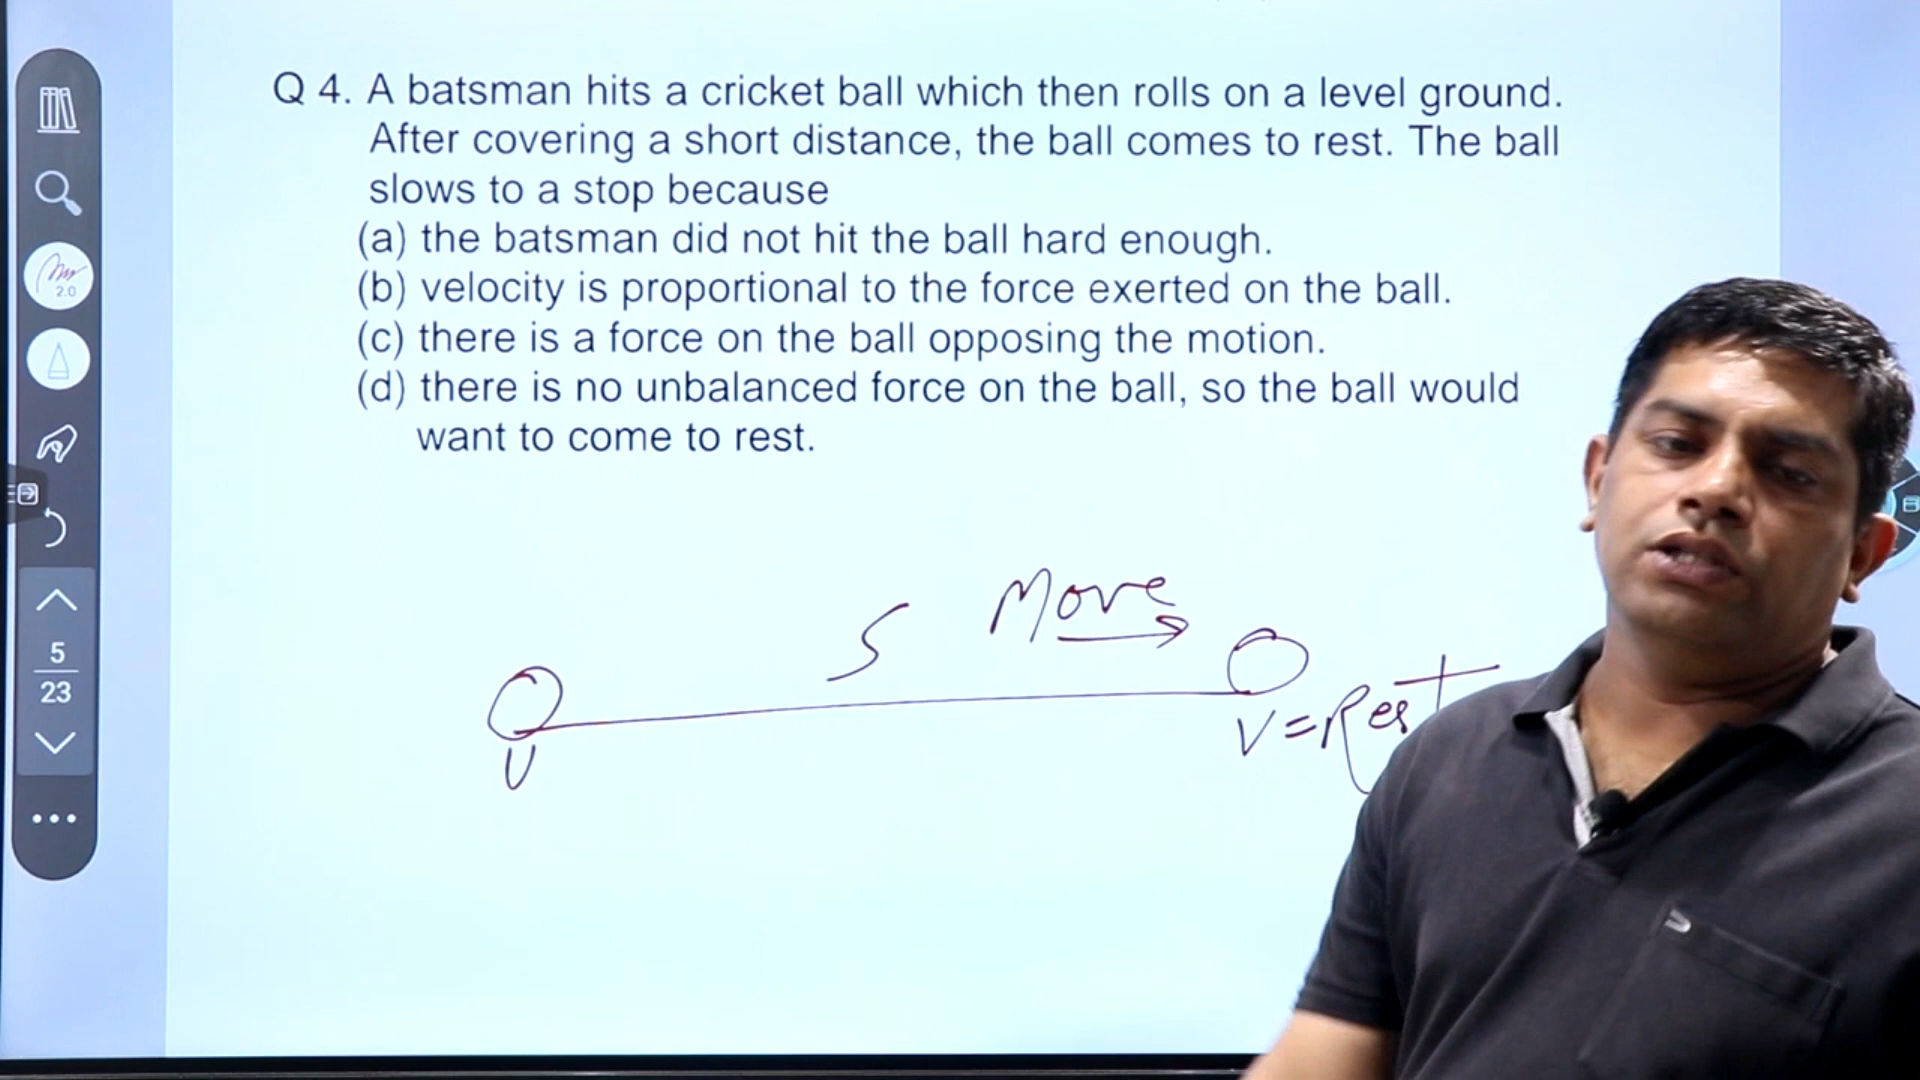 Q 4. A batsman hits a cricket ball which then rolls on a level ground.
After covering a short distance, the ball comes to rest. The ball
slows to a stop because
(a) the batsman did not hit the ball hard enough.
(b) velocity is proportional to the force exerted on the ball.
(c) there is a force on the ball opposing the motion.
(d) there is no unbalanced force on the ball, so the ball would
want to come to rest.
2.0
5
23
S Move
U
V = Rest